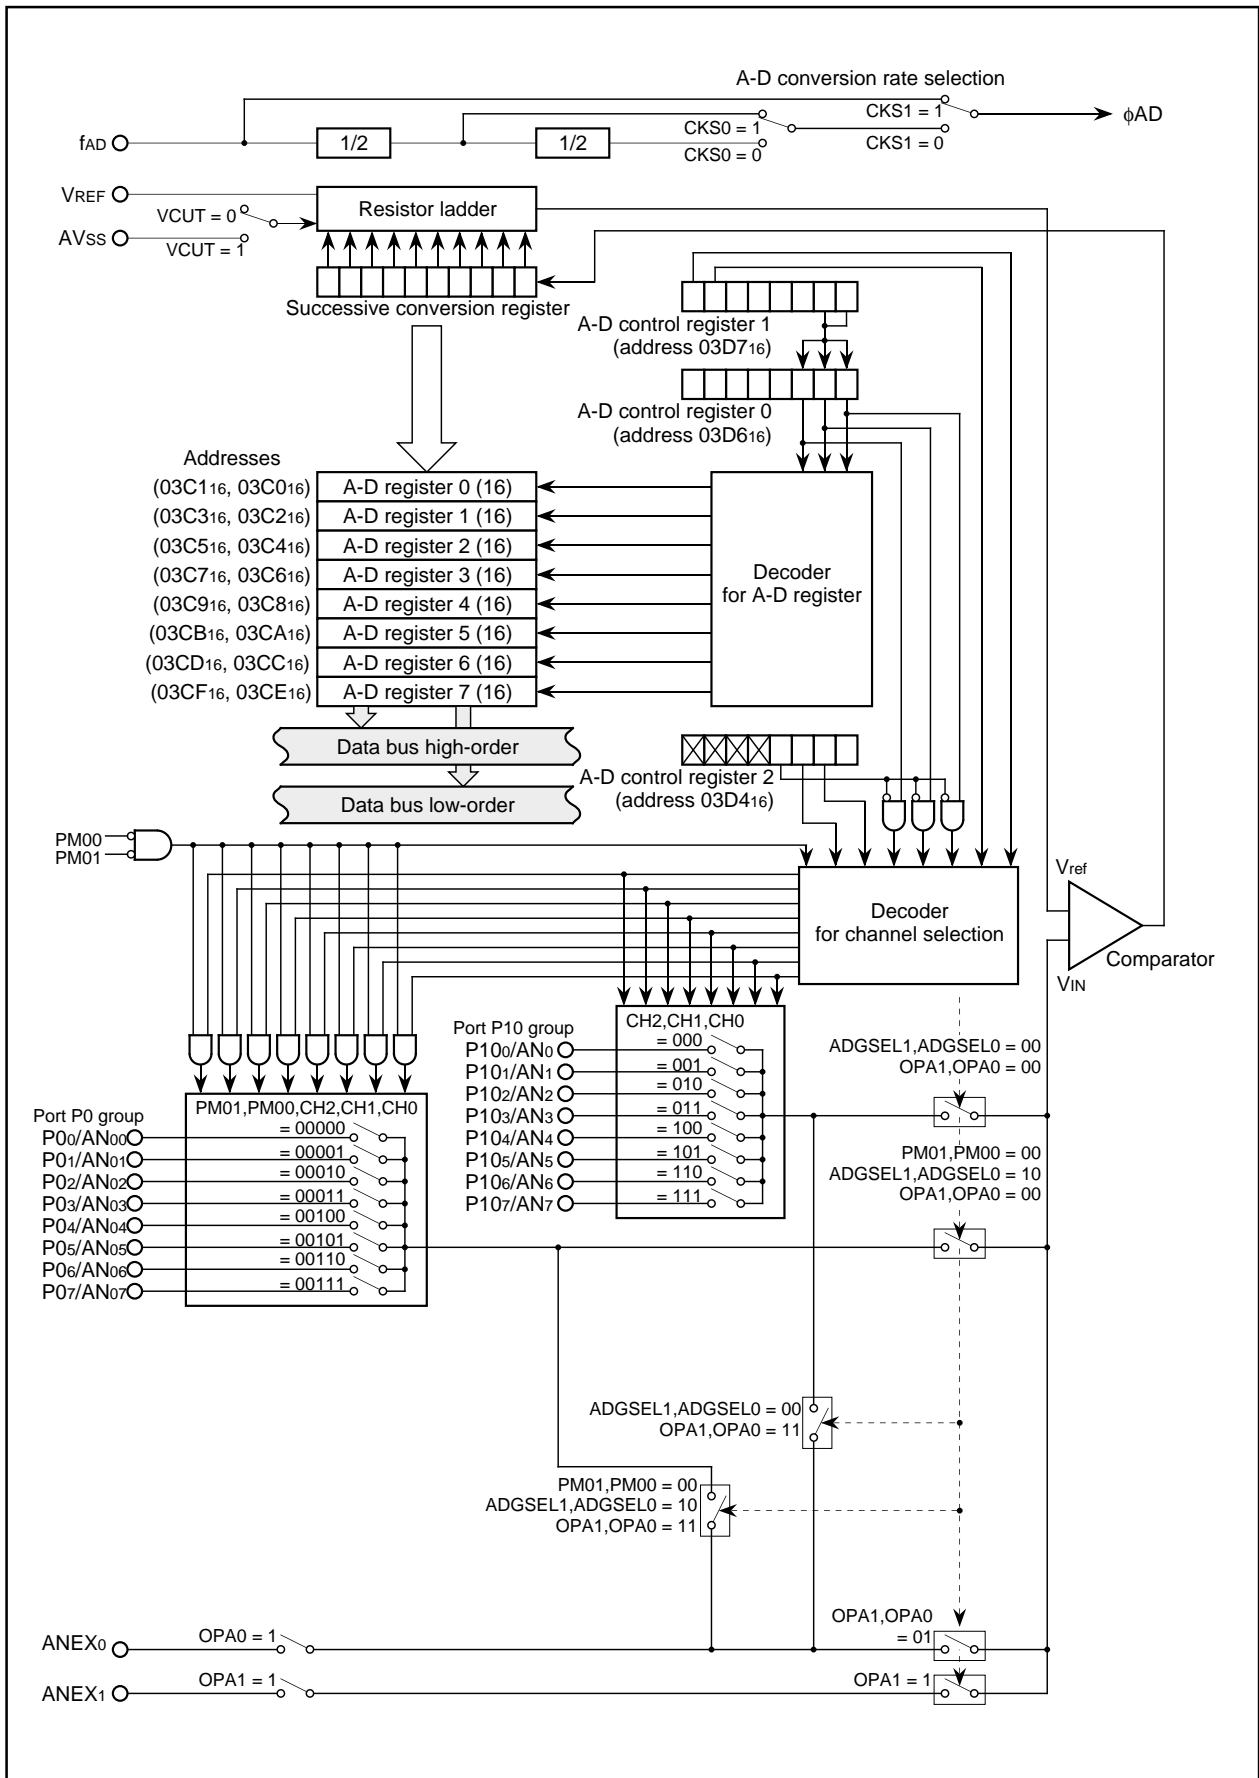 A-D conversion rate selection
CKS1 = 1
φAD
CKS0 = 1
fAD
1/2
1/2
CKS0 = 0
CKS1 = 0
VREF
Resistor ladder
VCUT = 0
AVSS
VCUT = 1
Successive conversion register
A-D control register 1
(address 03D716)
A-D control register 0
(address 03D616)
Addresses
(03C116, 03C016)
A-D register 0 (16)
(03C316, 03C216)
A-D register 1 (16)
(03C516, 03C416)
A-D register 2 (16)
(03C716, 03C616)
A-D register 3 (16)
(03C916, 03C816)
A-D register 4 (16)
(03CB16, 03CA16)
A-D register 5 (16)
(03CD16, 03CC16)
A-D register 6 (16)
(03CF16, 03CE16)
A-D register 7 (16)
Decoder
for A-D register
Data bus high-order
Data bus low-order
A-D control register 2
(address 03D416)
PM00
PM01
Decoder
for channel selection
Vref
VIN
Comparator
Port P10 group
CH2,CH1,CH0
P100/AN0
= 000
P101/AN1
= 001
P102/AN2
= 010
P103/AN3
= 011
P104/AN4
= 100
P105/AN5
= 101
P106/AN6
= 110
P107/AN7
= 111
ADGSEL1,ADGSEL0 = 00
OPA1,OPA0 = 00
Port P0 group
PM01,PM00,CH2,CH1,CH0
P00/AN00
= 00000
P01/AN01
= 00001
P02/AN02
= 00010
P03/AN03
= 00011
P04/AN04
= 00100
P05/AN05
= 00101
P06/AN06
= 00110
P07/AN07
= 00111
PM01,PM00 = 00
ADGSEL1,ADGSEL0 = 10
OPA1,OPA0 = 00
ADGSEL1,ADGSEL0 = 00
OPA1,OPA0 = 11
PM01,PM00 = 00
ADGSEL1,ADGSEL0 = 10
OPA1,OPA0 = 11
ANEX0
OPA0 = 1
OPA1,OPA0
= 01
ANEX1
OPA1 = 1
OPA1 = 1